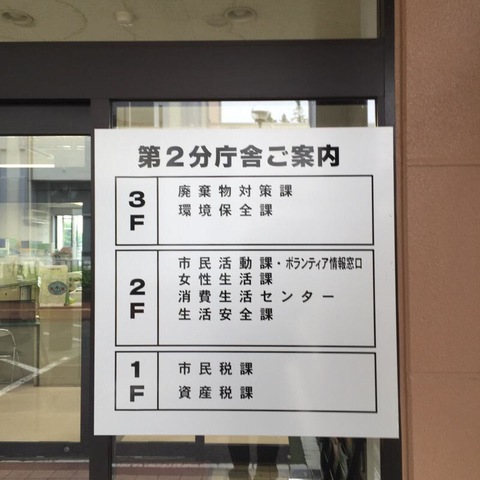 第2分庁舎ご案内
3F
廃棄物対策課
環境保全課
2F
市民活動課・ボランティア情報窓口
女性生活課
消費生活センター
生活安全課
1F
市民税課
資産税課